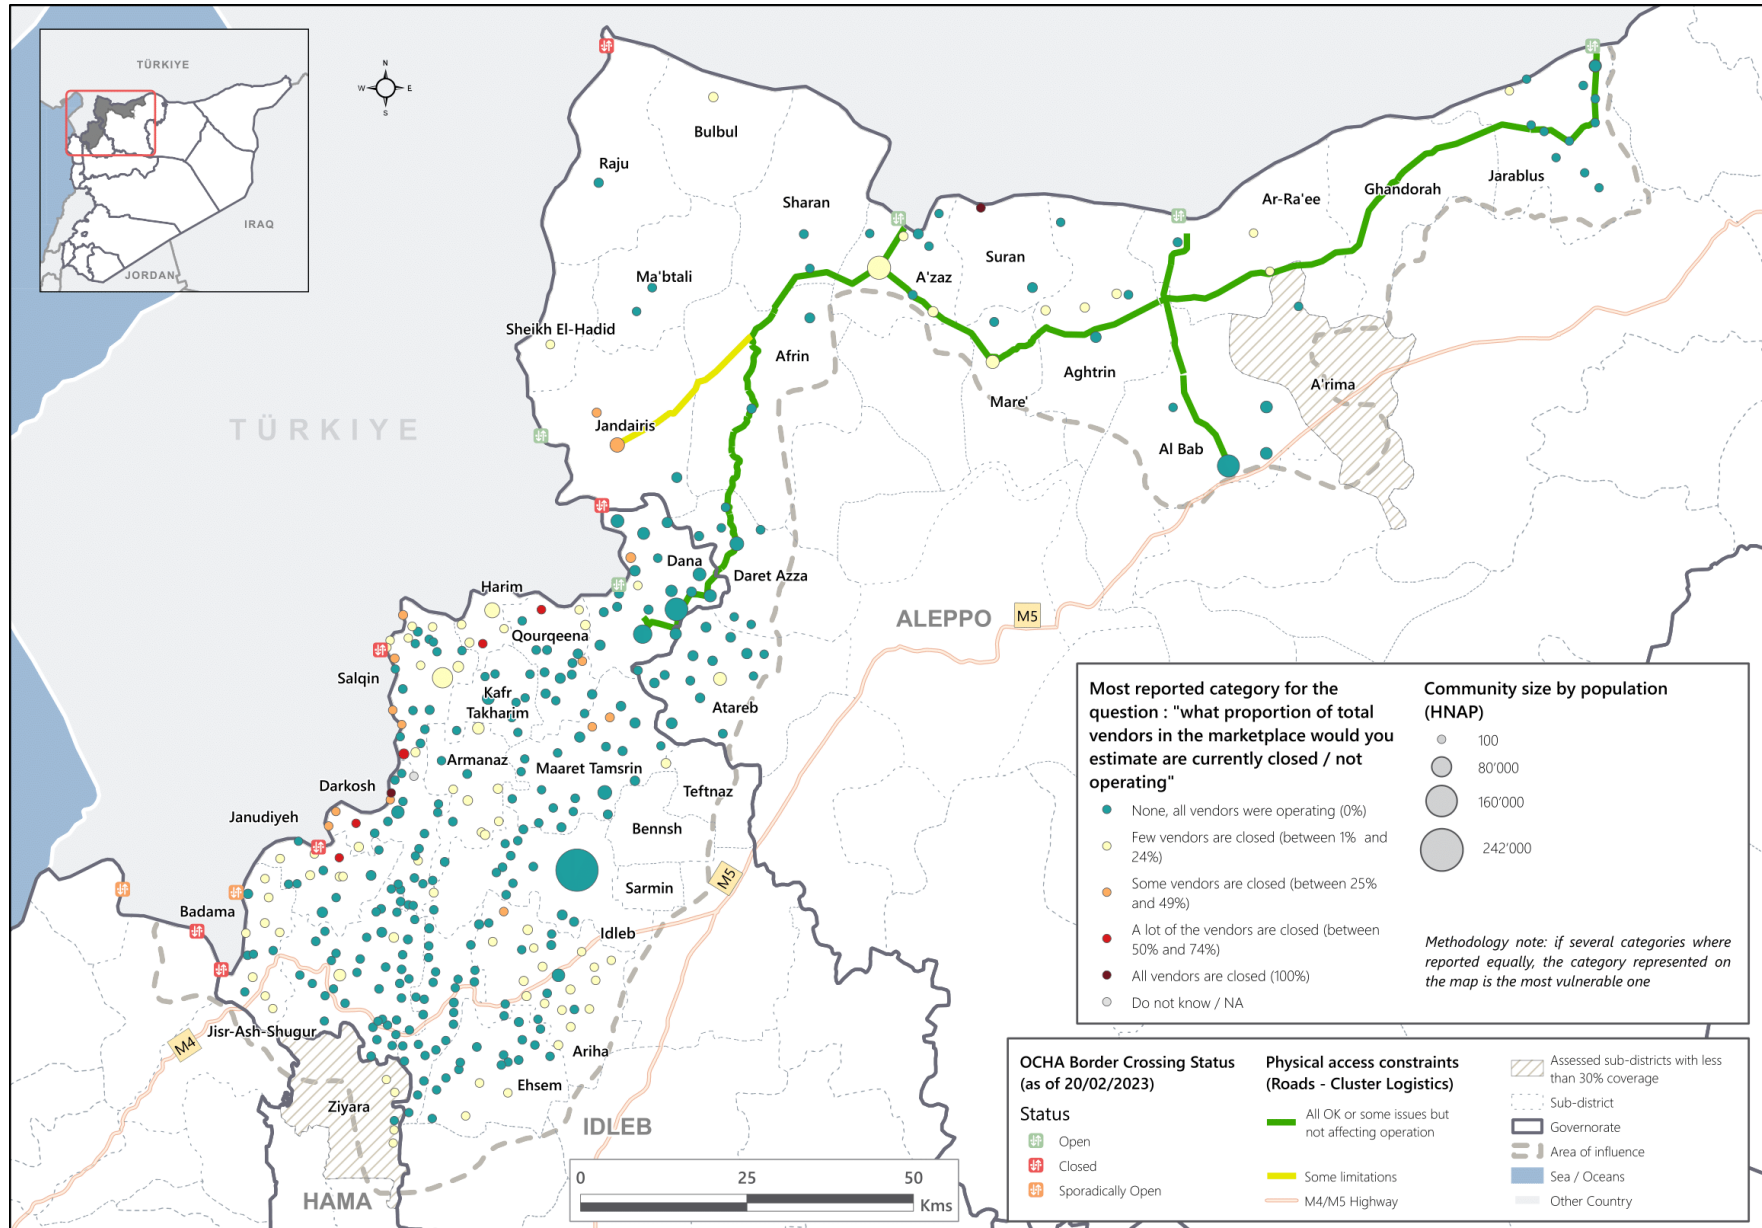 TÜRKIYE
IRAQ
JORDAN
N
W
E
S
Bulbul
Raju
Sharan
Ma'btali
Sheikh El-Hadid
Afrin
Jandairis
A'zaz
Suran
Mare'
Aghtrin
Ar-Ra'ee
Ghandorah
Jarablus
A'rima
Al Bab
TÜRKIYE
Dana
Daret Azza
Harim
Qourqeena
Salqin
Kafr
Takharim
Atareb
Armanaz
Maaret Tamsrin
Darkosh
Teftnaz
Janudiyeh
Bennsh
Sarmin
Badama
Idleb
Jisr-Ash-Shugur
Ariha
Ehsem
Ziyara
ALEPPO
M5
M5
M4
IDLEB
HAMA
0
25
50
Kms
Most reported category for the
question : "what proportion of total
vendors in the marketplace would you
estimate are currently closed / not
operating"
None, all vendors were operating (0%)
Few vendors are closed (between 1% and
24%)
Some vendors are closed (between 25%
and 49%)
A lot of the vendors are closed (between
50% and 74%)
All vendors are closed (100%)
Do not know / NA
Community size by population
(HNAP)
100
80'000
160'000
242'000
Methodology note: if several categories where
reported equally, the category represented on
the map is the most vulnerable one
OCHA Border Crossing Status
(as of 20/02/2023)
Status
Open
Closed
Sporadically Open
Physical access constraints
(Roads - Cluster Logistics)
All OK or some issues but
not affecting operation
Some limitations
M4/M5 Highway
Assessed sub-districts with less
than 30% coverage
Sub-district
Governorate
Area of influence
Sea / Oceans
Other Country